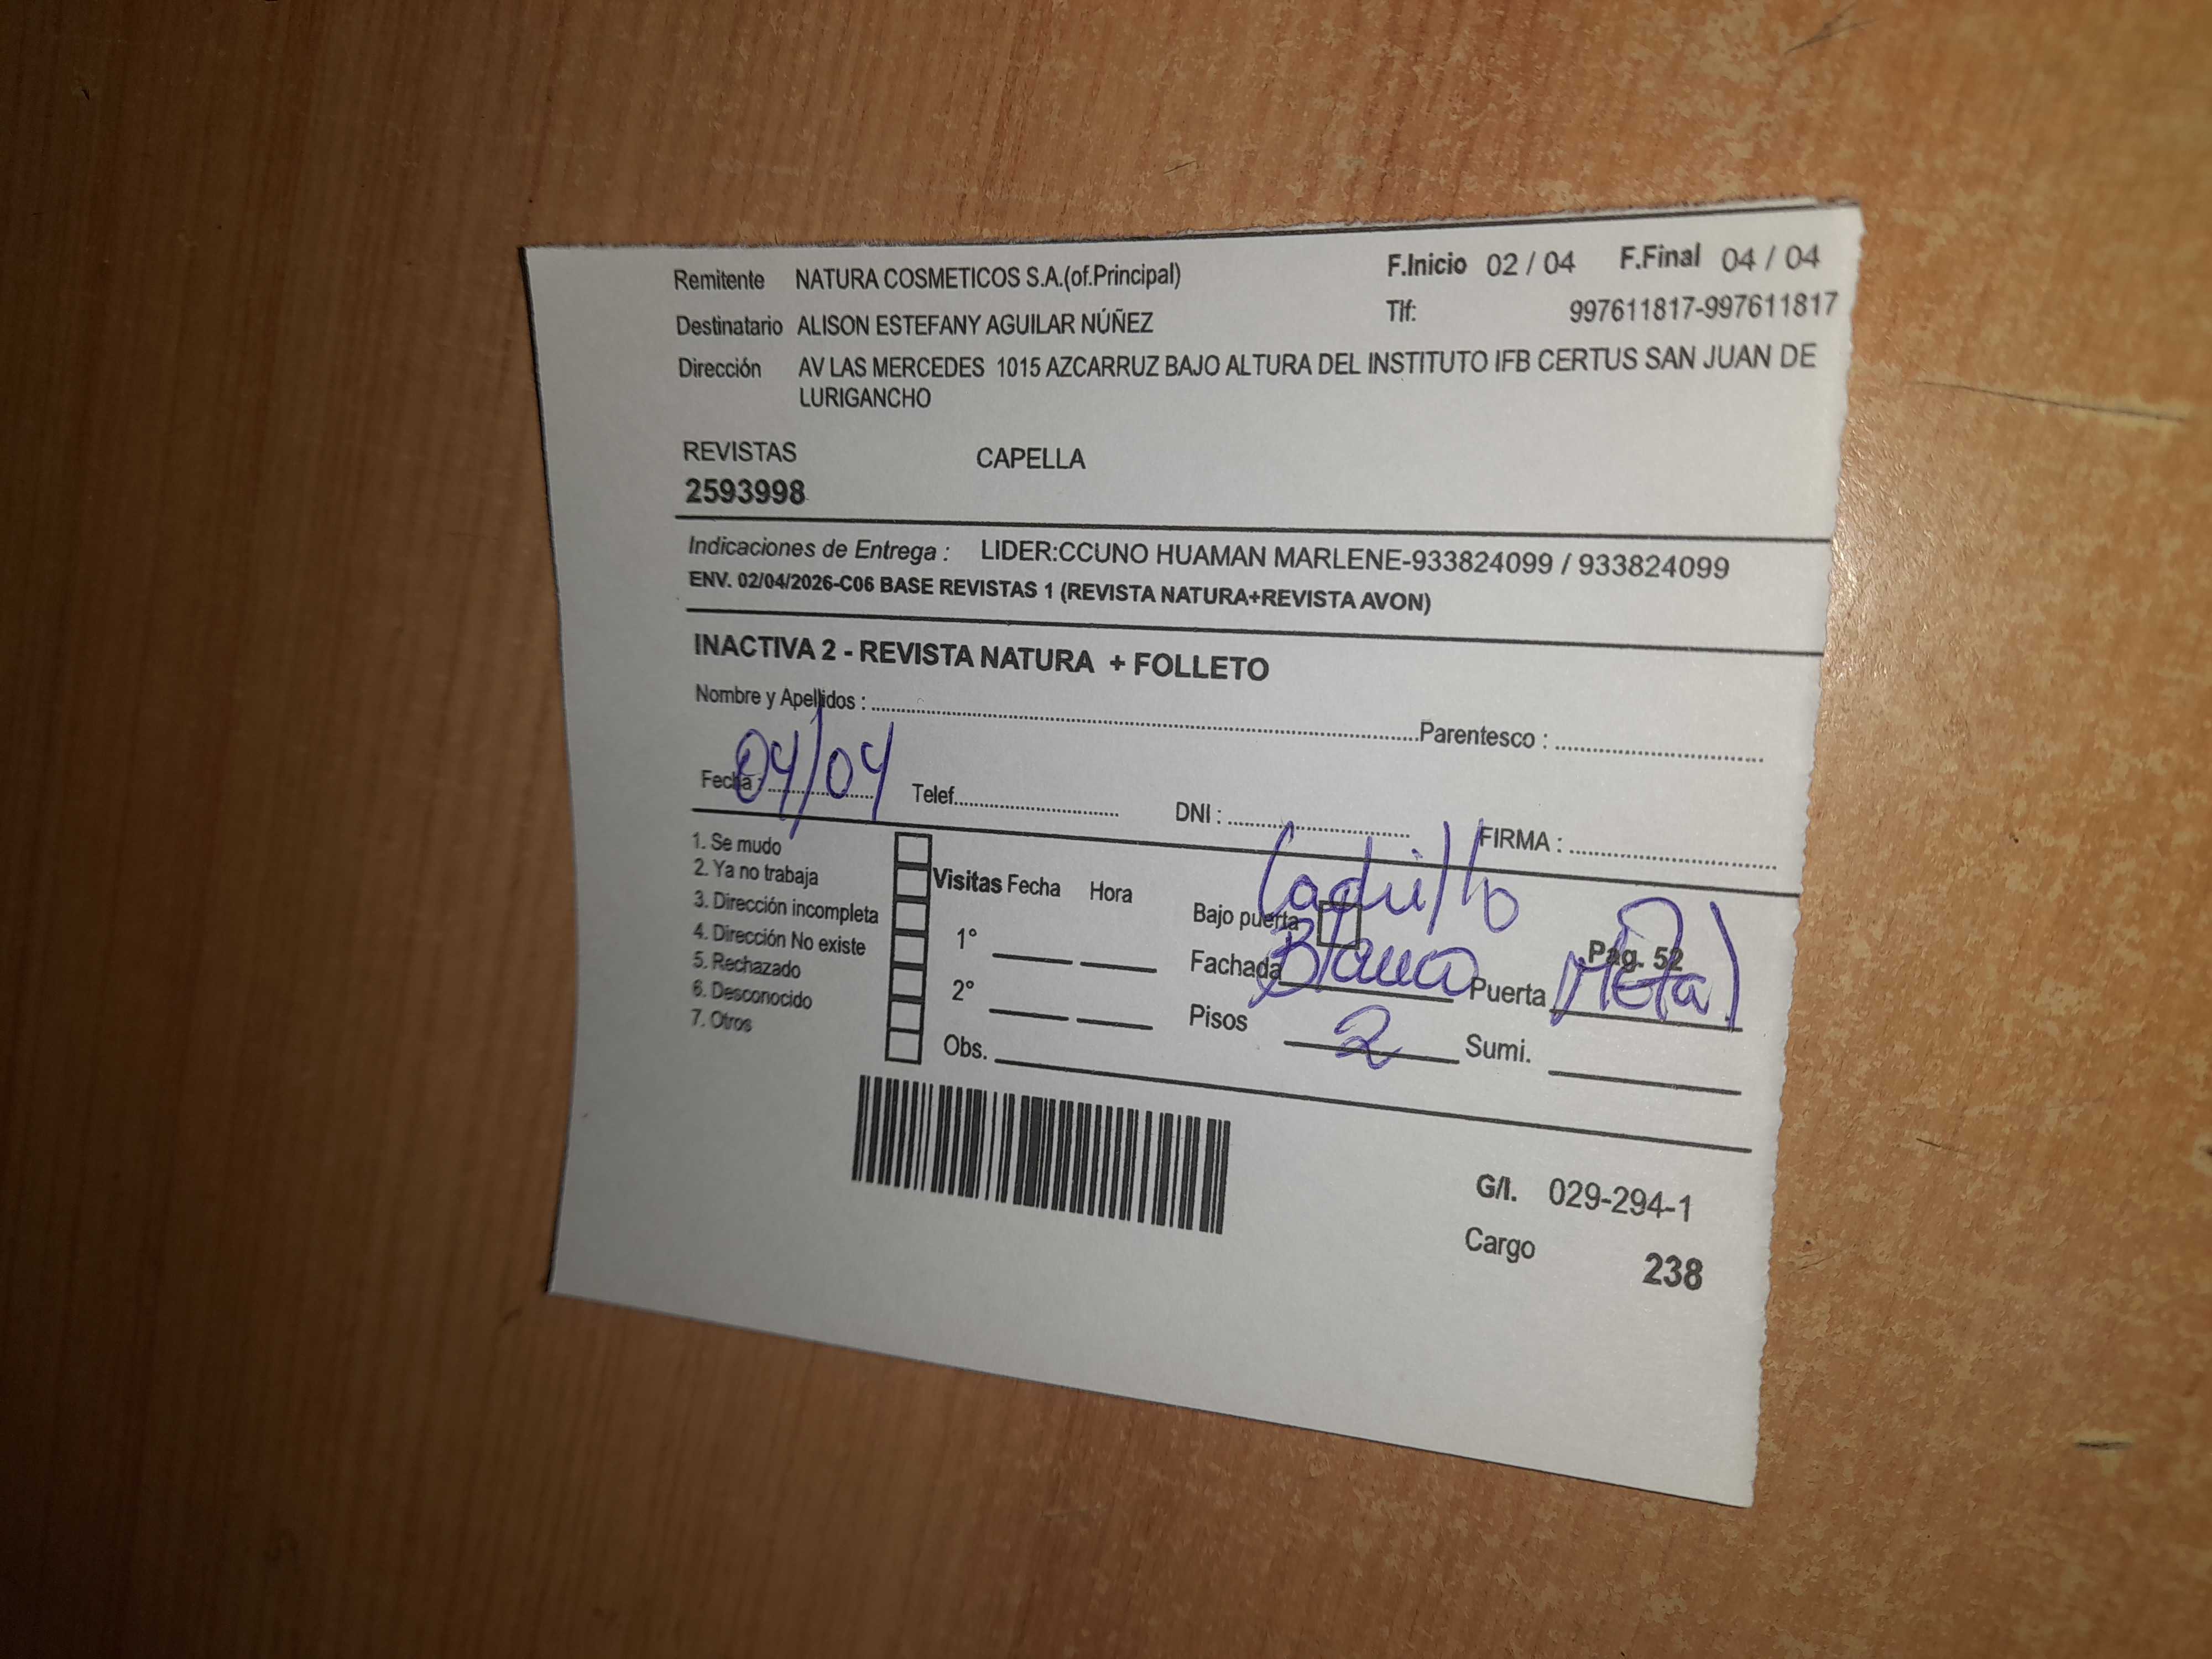 Remitente NATURA COSMETICOS S.A.(of.Principal) F.Inicio 02 / 04 F.Final 04 / 04
Destinatario ALISON ESTEFANY AGUILAR NÚÑEZ Tlf: 997611817-997611817
Dirección AV LAS MERCEDES 1015 AZCARRUZ BAJO ALTURA DEL INSTITUTO IFB CERTUS SAN JUAN DE
LURIGANCHO
REVISTAS CAPELLA
2593998
Indicaciones de Entrega : LIDER:CCUNO HUAMAN MARLENE-933824099 / 933824099
ENV. 02/04/2026-C06 BASE REVISTAS 1 (REVISTA NATURA+REVISTA AVON)
INACTIVA 2 - REVISTA NATURA + FOLLETO
Nombre y Apellidos : Parentesco :
Fecha : 04/04 Telef. DNI : FIRMA :
1. Se mudo
2. Ya no trabaja
3. Dirección incompleta
4. Dirección No existe
5. Rechazado
6. Desconocido
7. Otros
Visitas Fecha Hora
1°
2°
Obs.
Ladrillo
Bajo puerta Pag. 52
Fachada Blanco Puerta Metal
Pisos 2 Sumi.
G/I. 029-294-1
Cargo 238